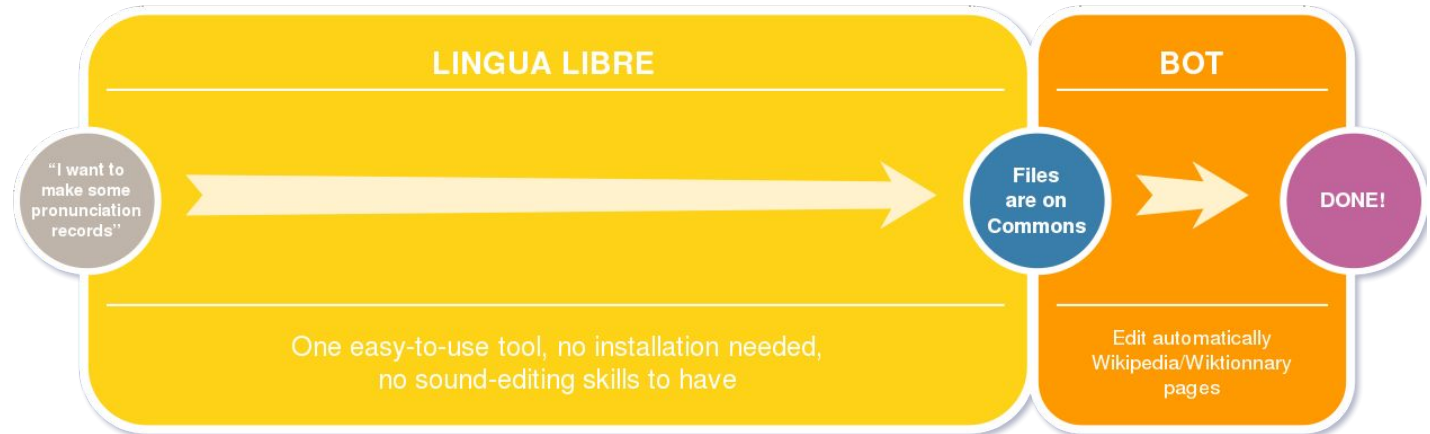 LINGUA LIBRE
BOT
“I want to
make some
pronunciation
records”
Files
are on
Commons
DONE!
One easy-to-use tool, no installation needed,
no sound-editing skills to have
Edit automatically
Wikipedia/Wiktionnary
pages